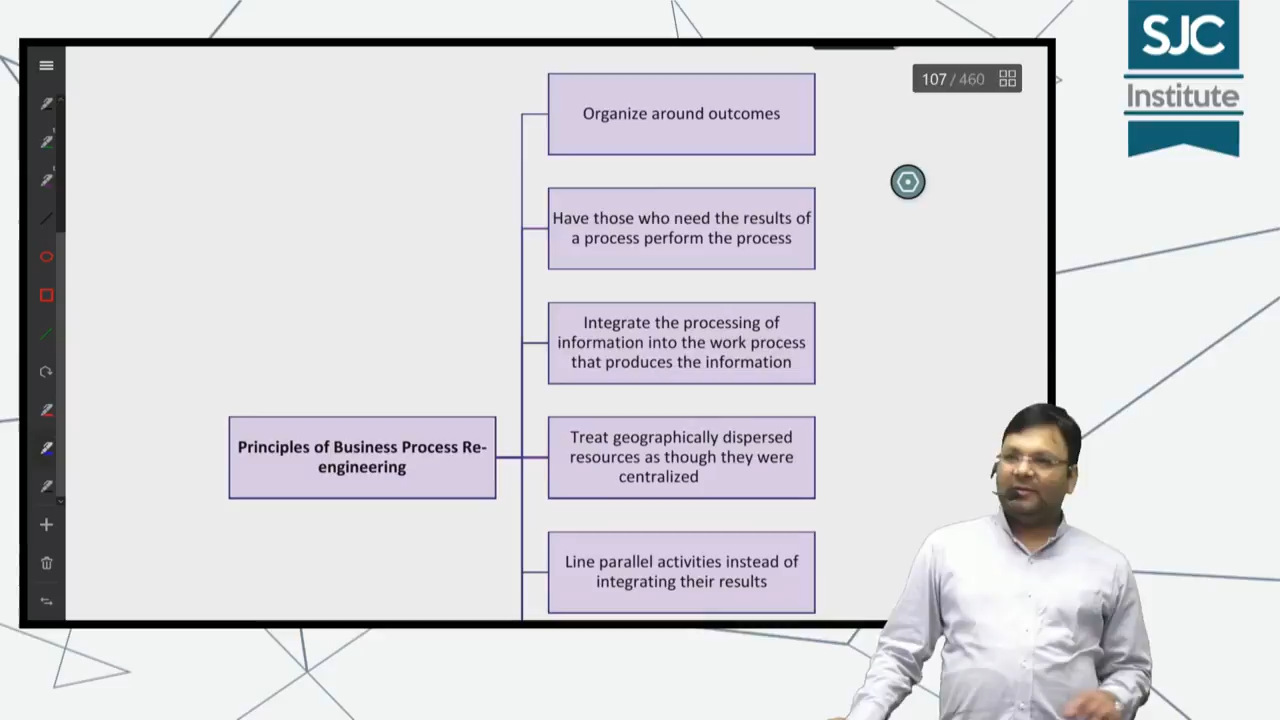 SJC
Institute
107 / 460
Organize around outcomes
Have those who need the results of
a process perform the process
Integrate the processing of
information into the work process
that produces the information
Principles of Business Process Re-
engineering
Treat geographically dispersed
resources as though they were
centralized
Line parallel activities instead of
integrating their results